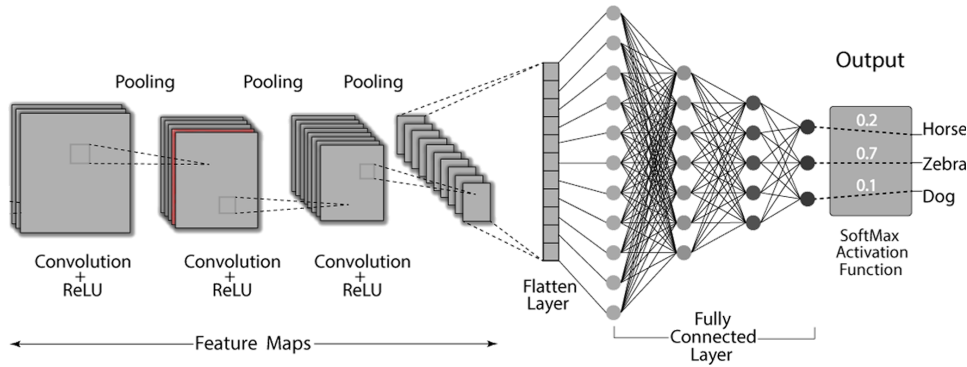 Pooling
Pooling
Pooling
Output
0.2
Horse
0.7
Zebra
0.1
Dog
SoftMax
Activation
Function
Convolution
+
ReLU
Convolution
+
ReLU
Convolution
+
ReLU
Flatten
Layer
Fully
Connected
Layer
Feature Maps